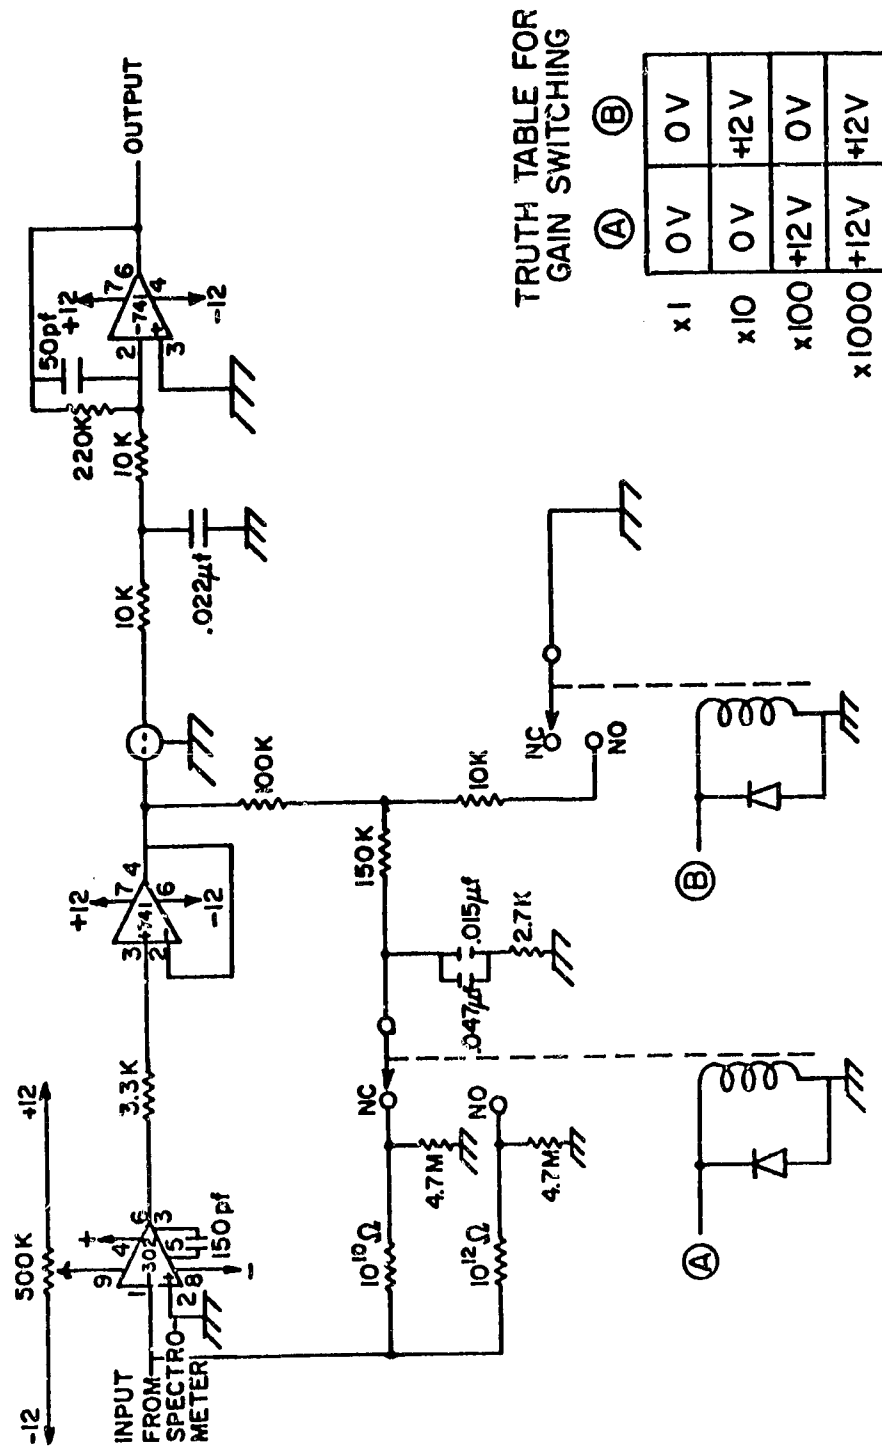 -12
500K
+12
INPUT
FROM
SPECTRO-
METER
9
4
+
1
302
6
3
5
2
8
-
150pf
3.3K
+12
3
7
4
741
2
6
-12
10K
.022µf
10K
220K
50pf
+12
2
7
6
-741
+
3
4
-12
OUTPUT
100K
150K
10K
NC
NO
.015µf
.047µf
2.7K
NC
NO
10¹⁰Ω
4.7M
10¹²Ω
4.7M
A
B
TRUTH TABLE FOR
GAIN SWITCHING
A B
x1 0V 0V
x10 0V +12V
x100 +12V 0V
x1000 +12V +12V